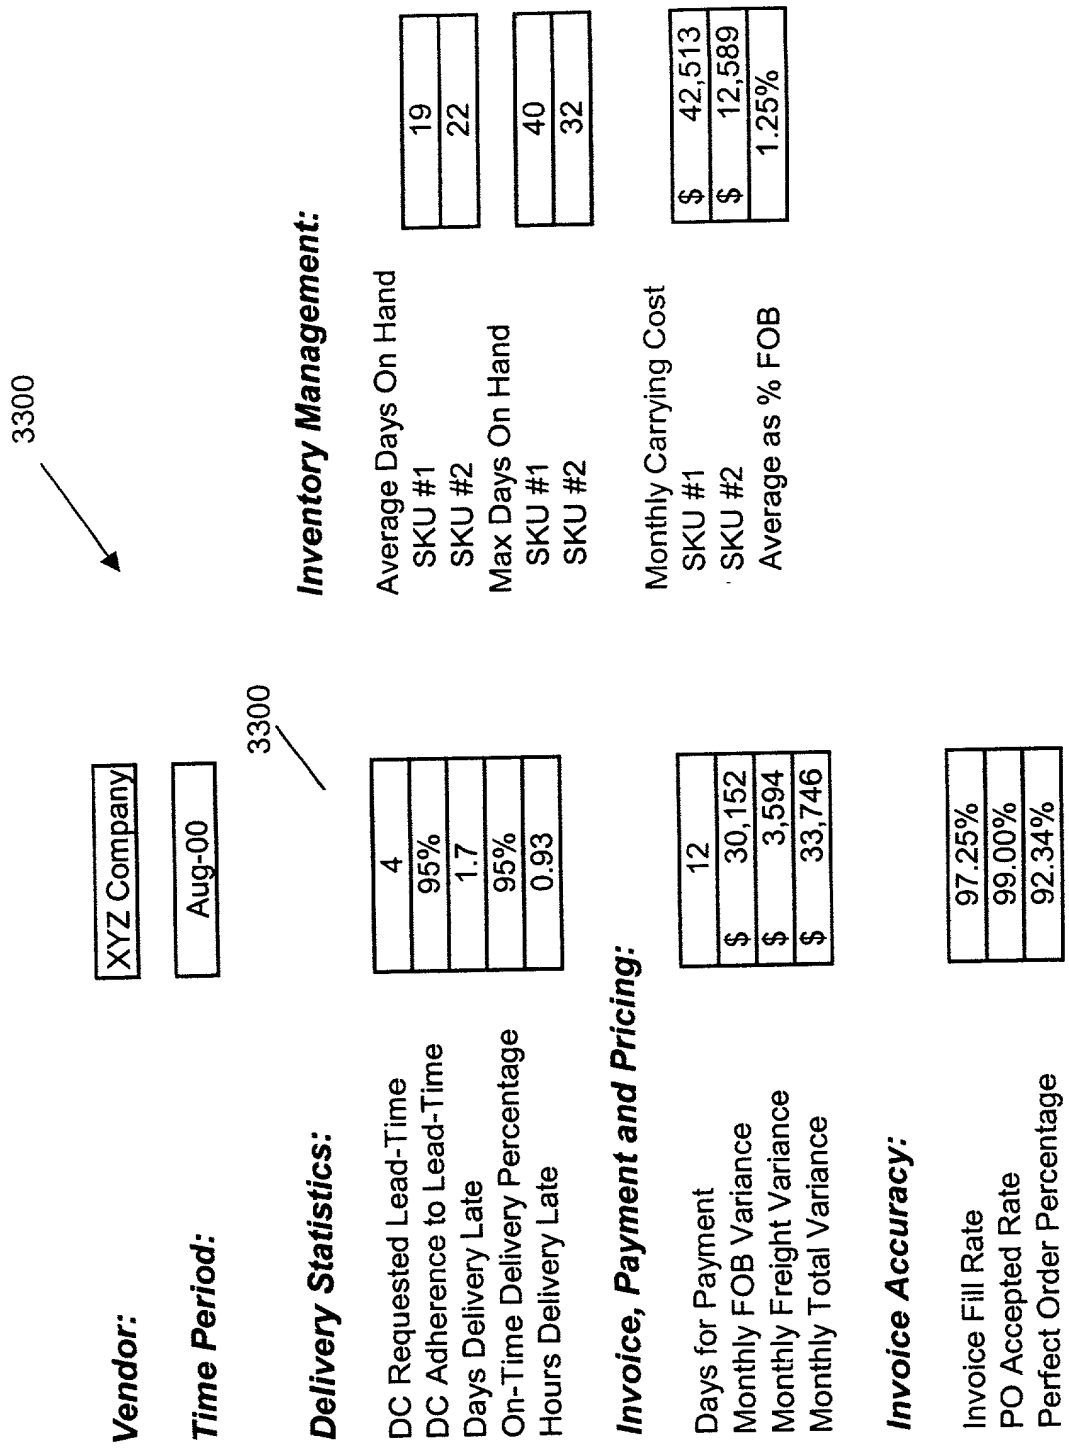 3300
Vendor: XYZ Company
Time Period: Aug-00
3300
Delivery Statistics:
DC Requested Lead-Time 4
DC Adherence to Lead-Time 95%
Days Delivery Late 1.7
On-Time Delivery Percentage 95%
Hours Delivery Late 0.93
Invoice, Payment and Pricing:
Days for Payment 12
Monthly FOB Variance $ 30,152
Monthly Freight Variance $ 3,594
Monthly Total Variance $ 33,746
Invoice Accuracy:
Invoice Fill Rate 97.25%
PO Accepted Rate 99.00%
Perfect Order Percentage 92.34%
Inventory Management:
Average Days On Hand
SKU #1 19
SKU #2 22
Max Days On Hand
SKU #1 40
SKU #2 32
Monthly Carrying Cost
SKU #1 $ 42,513
SKU #2 $ 12,589
Average as % FOB 1.25%